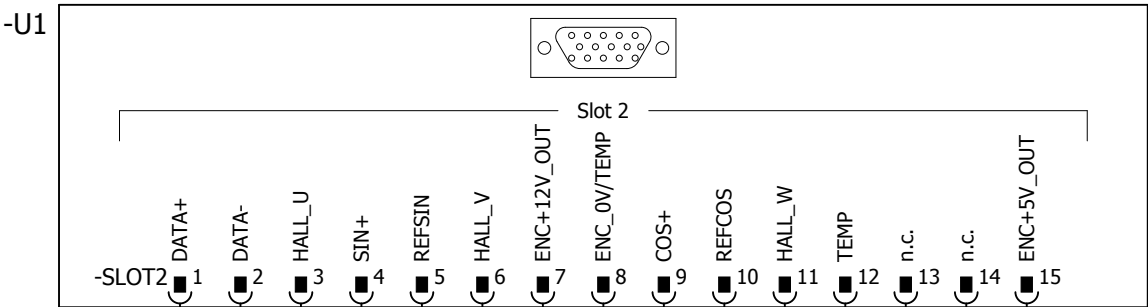 -U1
Slot 2
DATA+
DATA-
HALL_U
SIN+
REFSIN
HALL_V
ENC+12V_OUT
ENC_0V/TEMP
COS+
REFCOS
HALL_W
TEMP
n.c.
n.c.
ENC+5V_OUT
-SLOT2 1 2 3 4 5 6 7 8 9 10 11 12 13 14 15